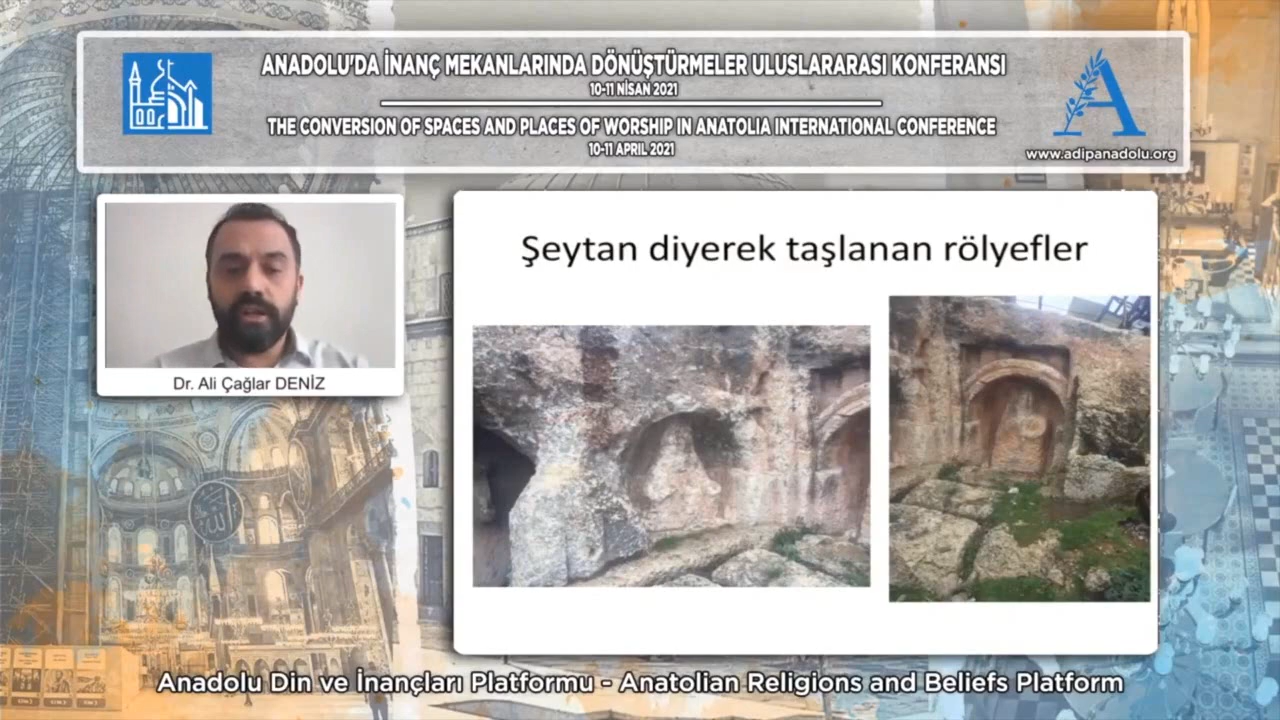 ANADOLU'DA İNANÇ MEKANLARINDA DÖNÜŞTÜRMELER ULUSLARARASI KONFERANSI
10-11 NİSAN 2021
THE CONVERSION OF SPACES AND PLACES OF WORSHIP IN ANATOLIA INTERNATIONAL CONFERENCE
10-11 APRIL 2021
www.adipanadolu.org
Şeytan diyerek taşlanan rölyefler
Dr. Ali Çağlar DENİZ
Anadolu Din ve İnançları Platformu - Anatolian Religions and Beliefs Platform